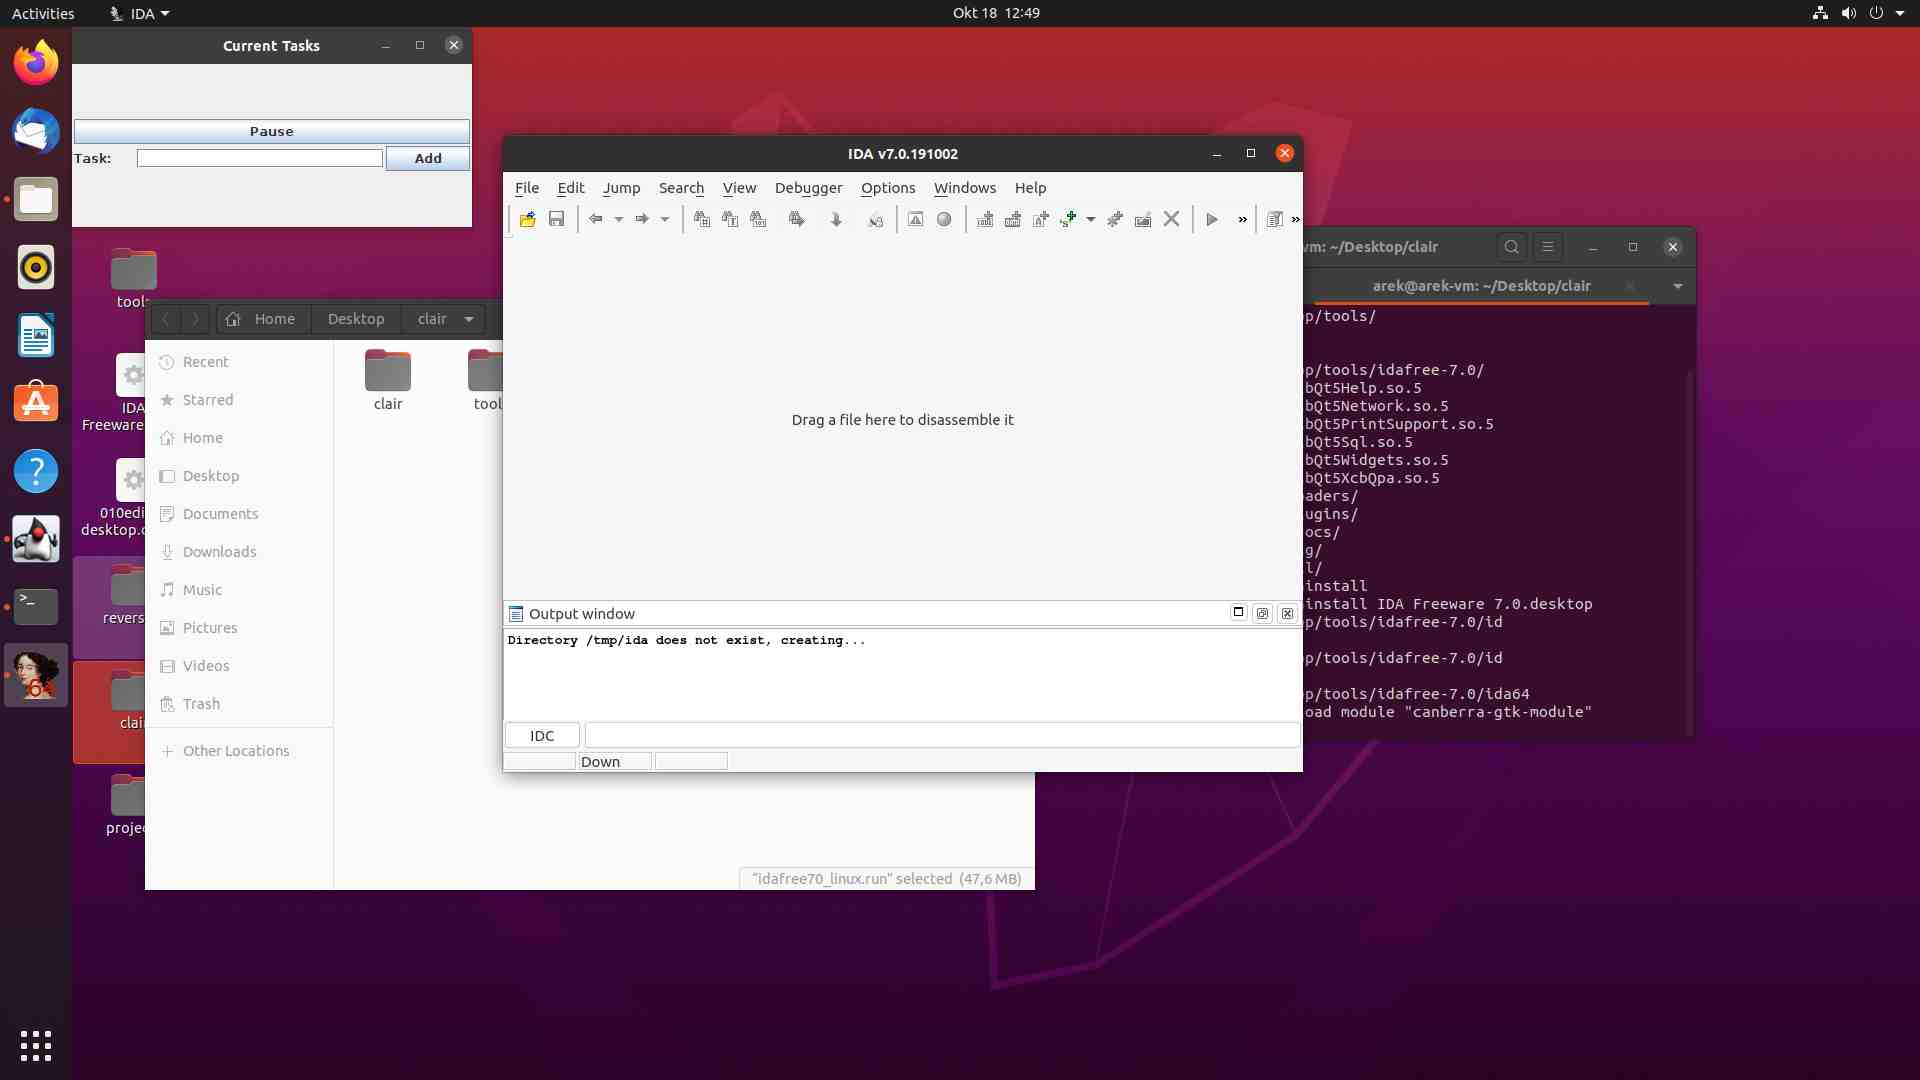 Activities
IDA
Okt 18 12:49
Current Tasks
Pause
Task:
Add
tools
IDA
Freeware
010edi
desktop.c
revers
clai
projec
Home
Desktop
clair
Recent
Starred
Home
Desktop
Documents
Downloads
Music
Pictures
Videos
Trash
Other Locations
clair
tool
"idafree70_linux.run" selected (47,6 MB)
IDA v7.0.191002
File Edit Jump Search View Debugger Options Windows Help
Drag a file here to disassemble it
Output window
Directory /tmp/ida does not exist, creating...
IDC
Down
vm: ~/Desktop/clair
arek@arek-vm: ~/Desktop/clair
p/tools/
p/tools/idafree-7.0/
bQt5Help.so.5
bQt5Network.so.5
bQt5PrintSupport.so.5
bQt5Sql.so.5
bQt5Widgets.so.5
bQt5XcbQpa.so.5
aders/
ugins/
ocs/
g/
l/
install
install IDA Freeware 7.0.desktop
p/tools/idafree-7.0/id
p/tools/idafree-7.0/id
p/tools/idafree-7.0/ida64
oad module "canberra-gtk-module"
64